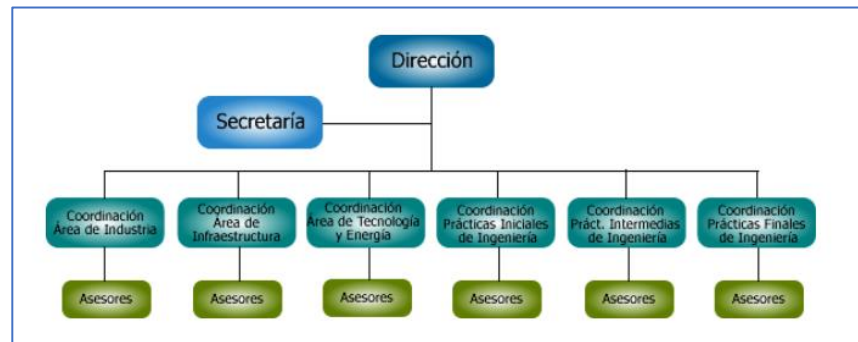 Dirección
Secretaría
Coordinación
Área de Industria
Coordinación
Área de
Infraestructura
Coordinación
Área de Tecnología
y Energía
Coordinación
Prácticas Iniciales
de Ingeniería
Coordinación
Práct. Intermedias
de Ingeniería
Coordinación
Prácticas Finales
de Ingeniería
Asesores
Asesores
Asesores
Asesores
Asesores
Asesores